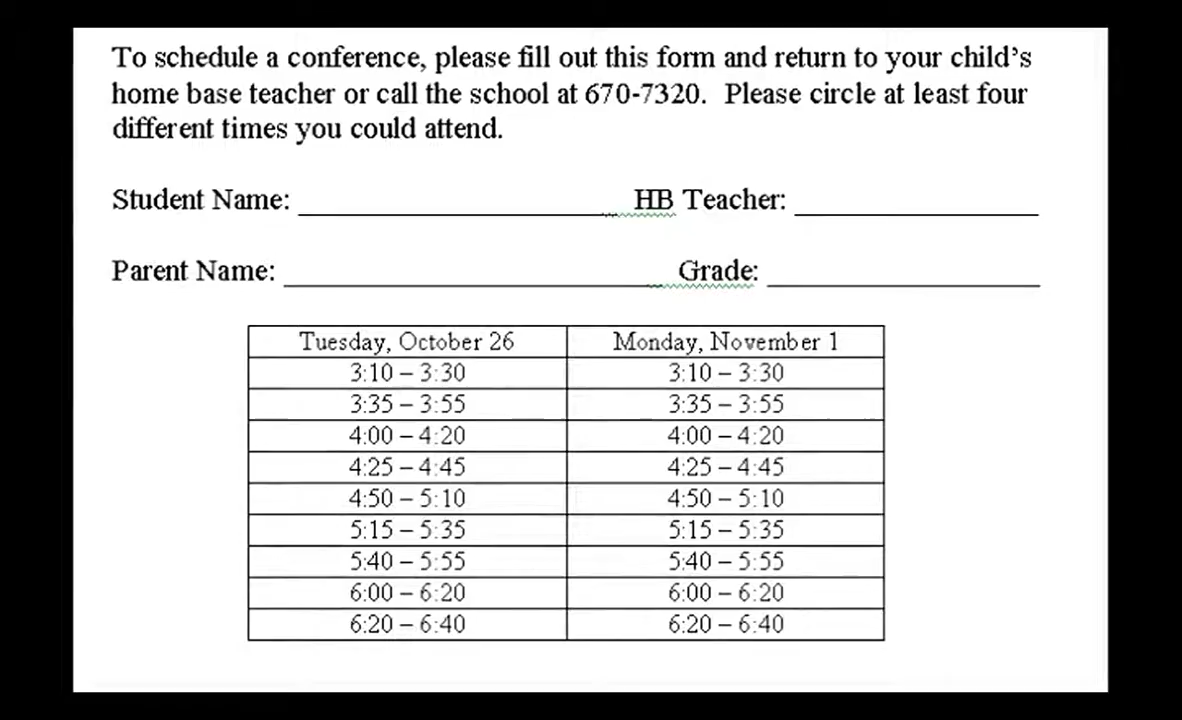 To schedule a conference, please fill out this form and return to your child’s
home base teacher or call the school at 670-7320.  Please circle at least four
different times you could attend.
Student Name: ______________________ HB Teacher: _________________
Parent Name: __________________________ Grade: ___________________
Tuesday, October 26 Monday, November 1
3:10 – 3:30 3:10 – 3:30
3:35 – 3:55 3:35 – 3:55
4:00 – 4:20 4:00 – 4:20
4:25 – 4:45 4:25 – 4:45
4:50 – 5:10 4:50 – 5:10
5:15 – 5:35 5:15 – 5:35
5:40 – 5:55 5:40 – 5:55
6:00 – 6:20 6:00 – 6:20
6:20 – 6:40 6:20 – 6:40